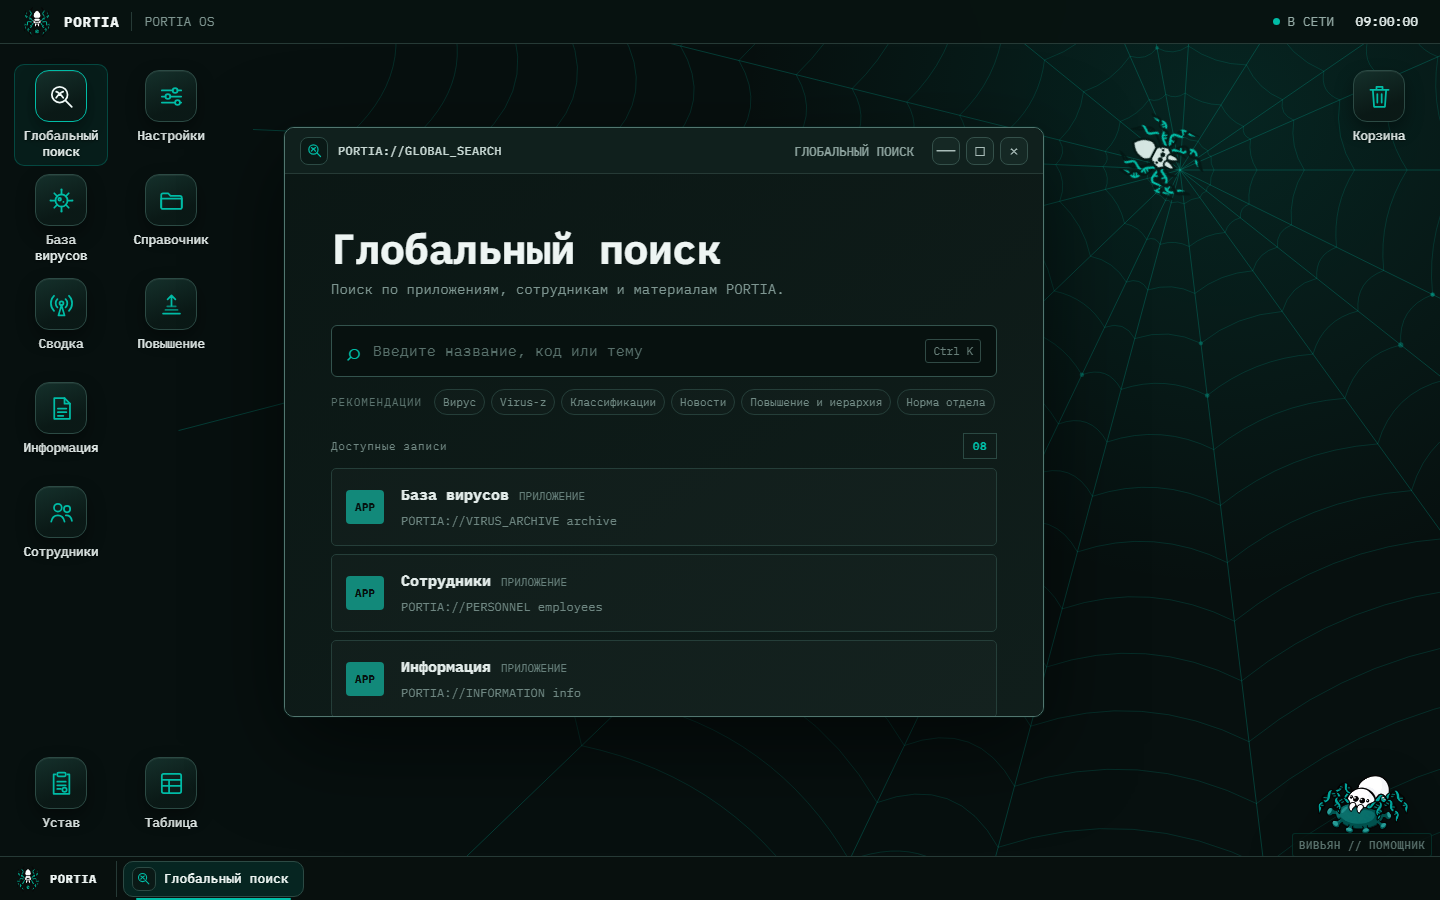 PORTIA
PORTIA OS
В СЕТИ
09:00:00
Глобальный
поиск
Настройки
База
вирусов
Справочник
Сводка
Повышение
Информация
Сотрудники
Устав
Таблица
Корзина
PORTIA://GLOBAL_SEARCH
ГЛОБАЛЬНЫЙ ПОИСК
Глобальный поиск
Поиск по приложениям, сотрудникам и материалам PORTIA.
Введите название, код или тему
Ctrl K
РЕКОМЕНДАЦИИ
Вирус
Virus-z
Классификации
Новости
Повышение и иерархия
Норма отдела
Доступные записи
08
APP
База вирусов ПРИЛОЖЕНИЕ
PORTIA://VIRUS_ARCHIVE archive
APP
Сотрудники ПРИЛОЖЕНИЕ
PORTIA://PERSONNEL employees
APP
Информация ПРИЛОЖЕНИЕ
PORTIA://INFORMATION info
ВИВЬЯН // ПОМОЩНИК
PORTIA
Глобальный поиск